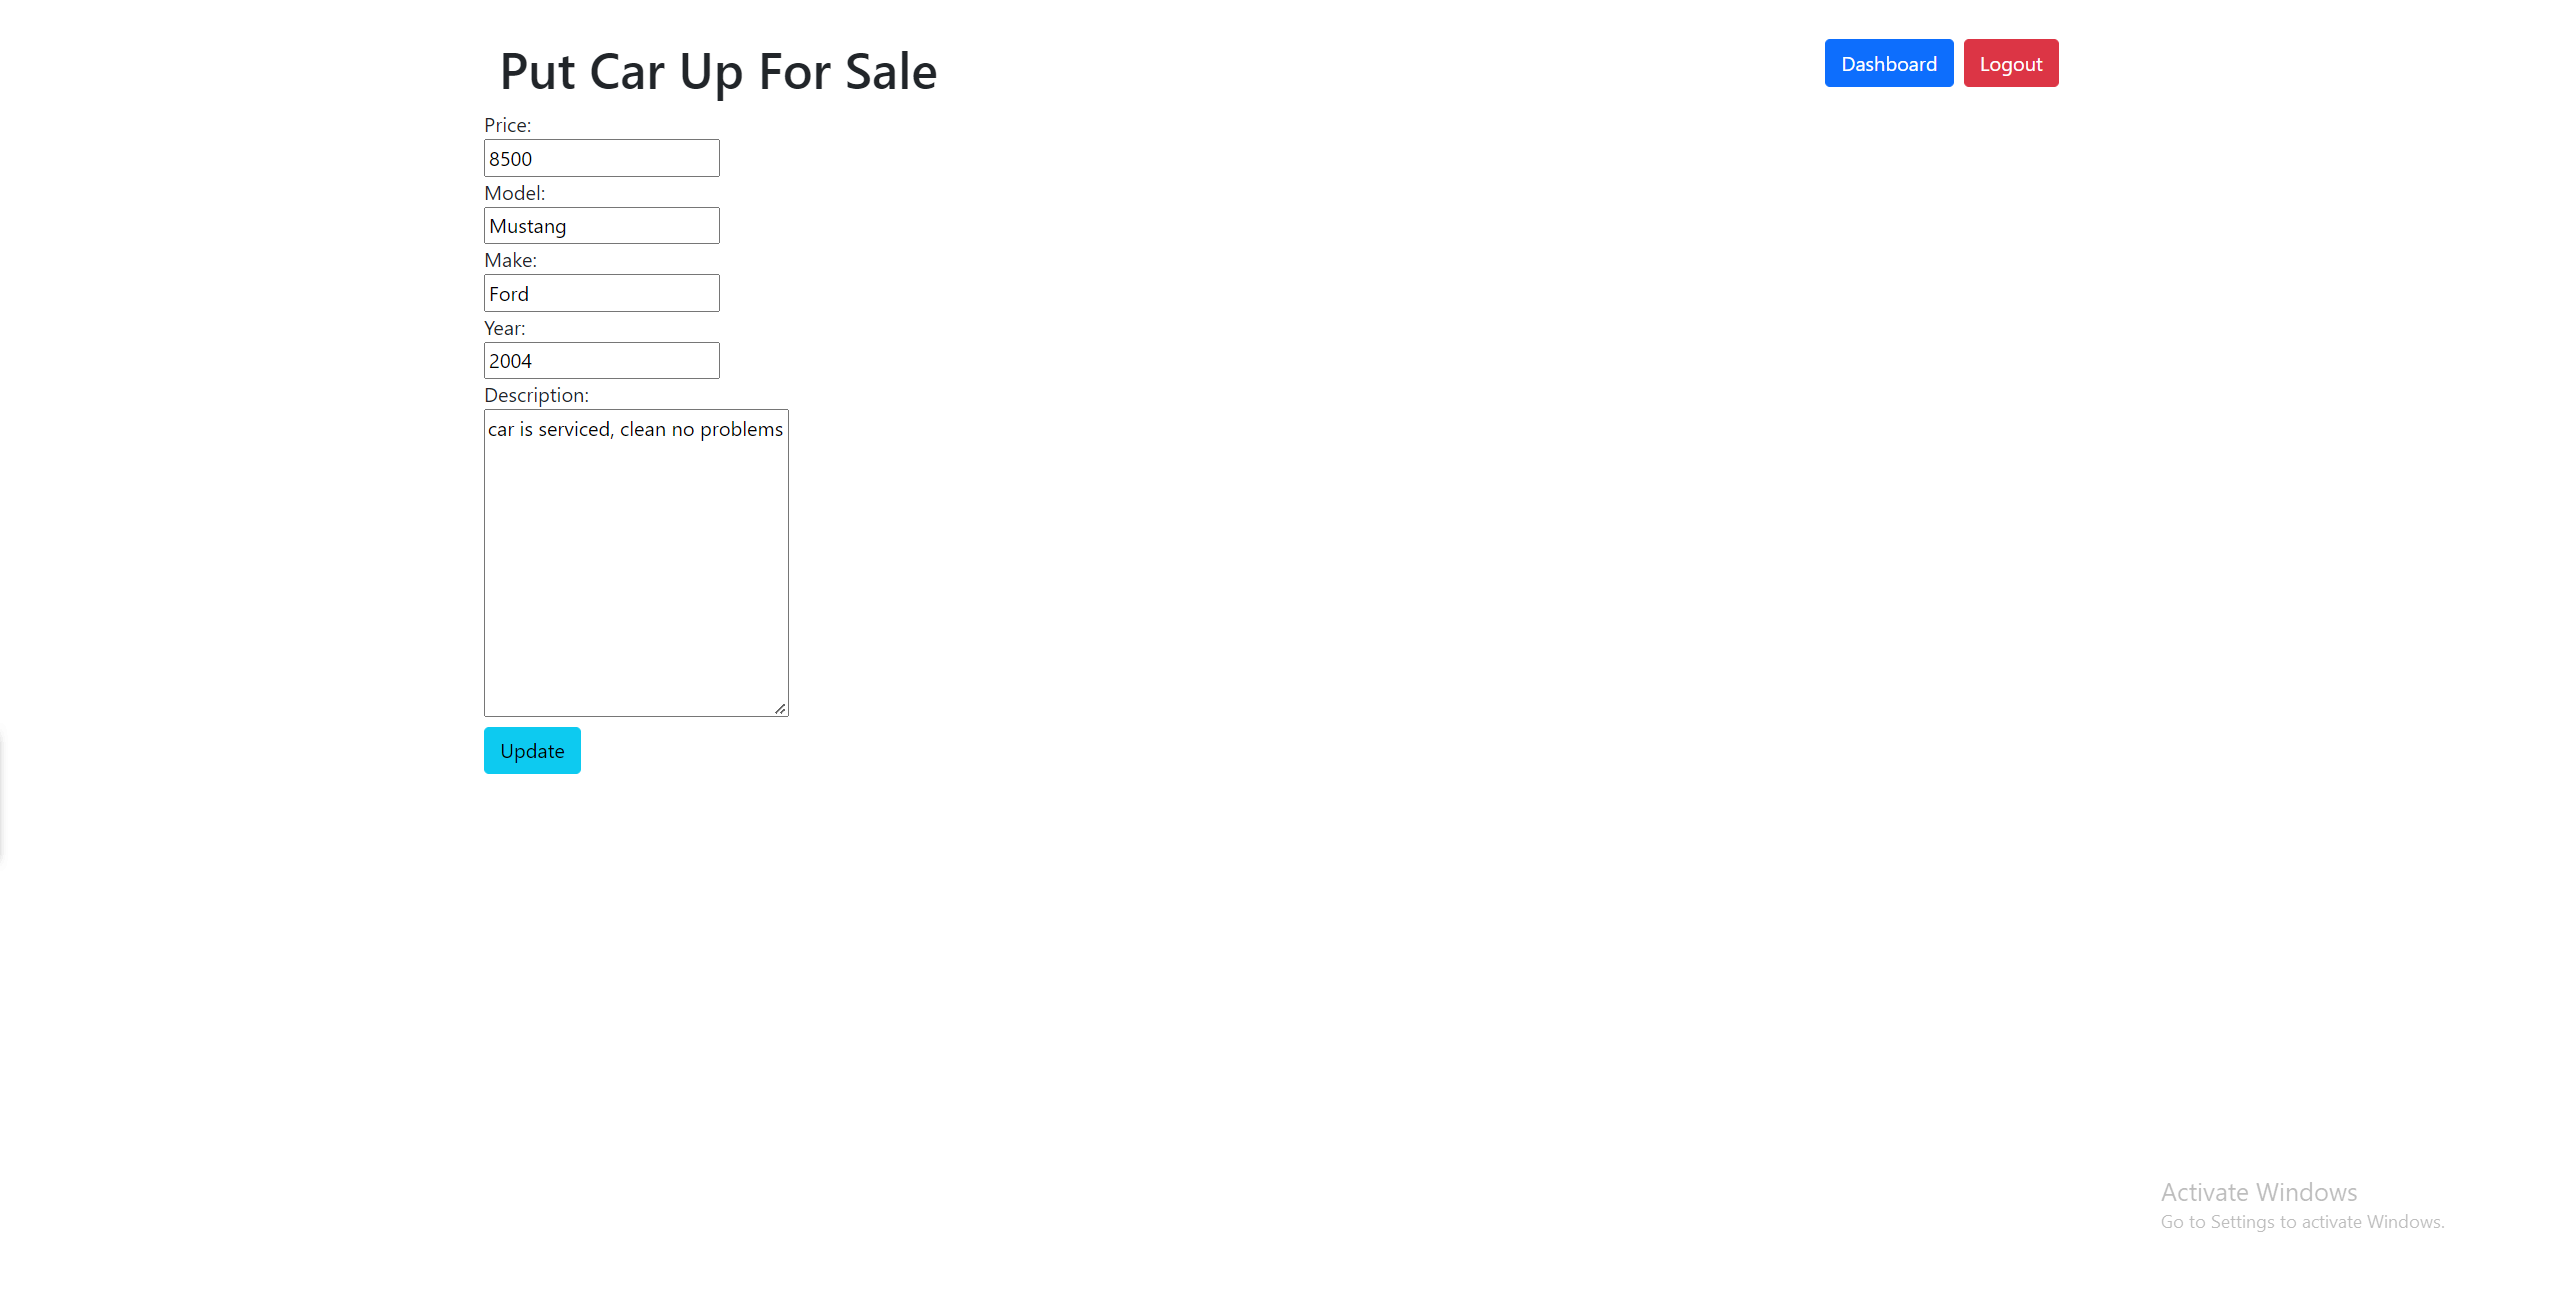 Put Car Up For Sale
Dashboard
Logout
Price:
8500
Model:
Mustang
Make:
Ford
Year:
2004
Description:
car is serviced, clean no problems
Update
Activate Windows
Go to Settings to activate Windows.